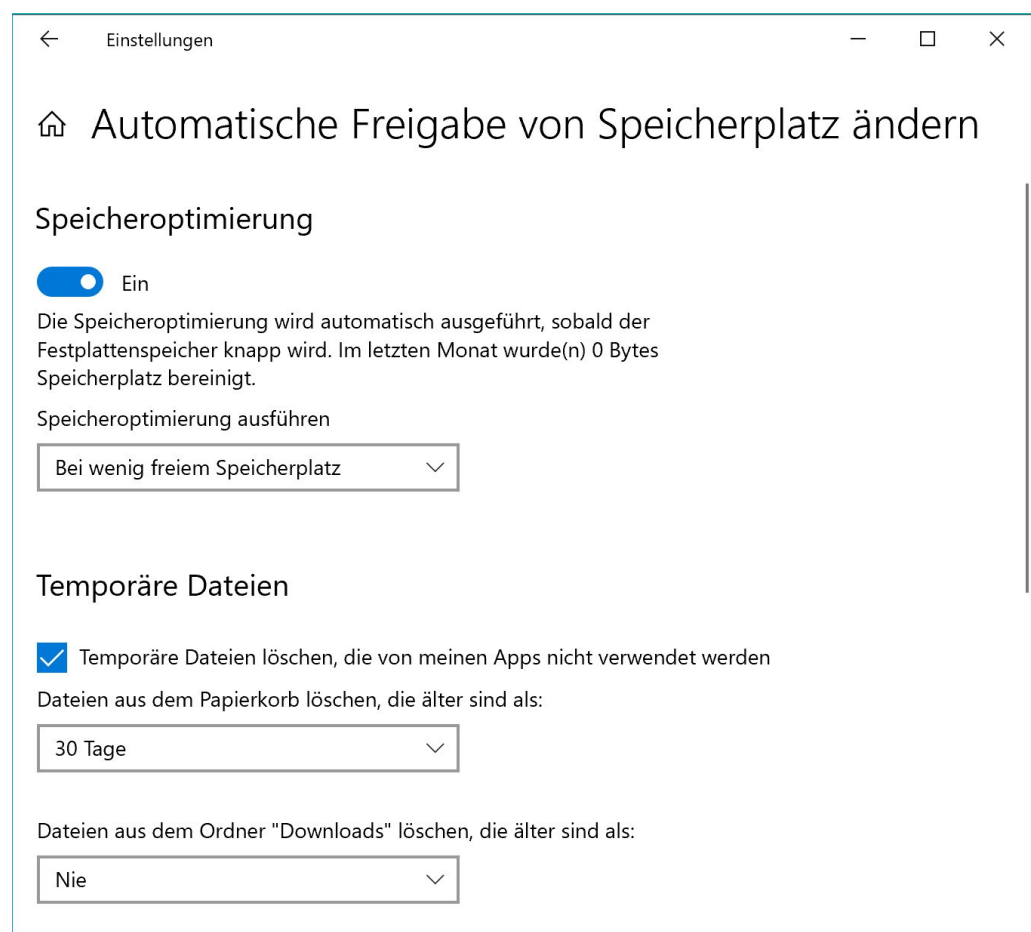 Einstellungen
Automatische Freigabe von Speicherplatz ändern
Speicheroptimierung
Ein
Die Speicheroptimierung wird automatisch ausgeführt, sobald der
Festplattenspeicher knapp wird. Im letzten Monat wurde(n) 0 Bytes
Speicherplatz bereinigt.
Speicheroptimierung ausführen
Bei wenig freiem Speicherplatz
Temporäre Dateien
Temporäre Dateien löschen, die von meinen Apps nicht verwendet werden
Dateien aus dem Papierkorb löschen, die älter sind als:
30 Tage
Dateien aus dem Ordner "Downloads" löschen, die älter sind als:
Nie